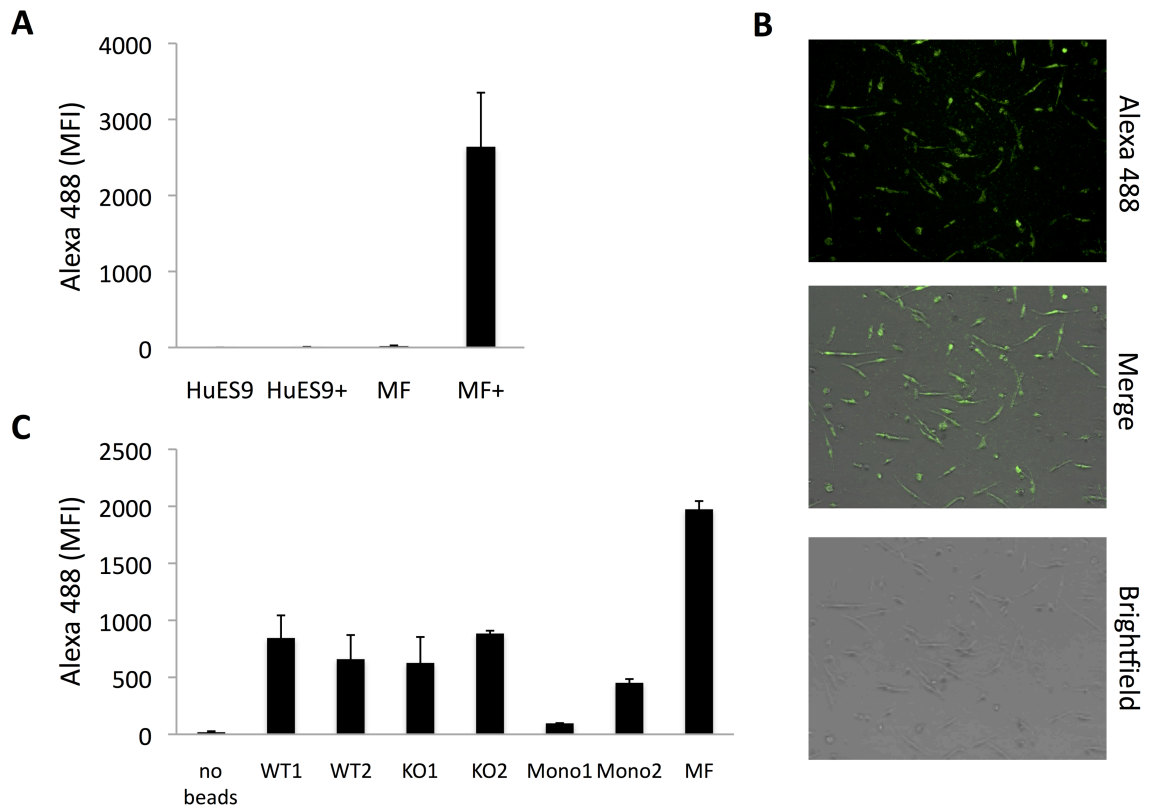 A
4000
3000
2000
1000
0
Alexa 488 (MFI)
HuES9 HuES9+ MF MF+
B
Alexa 488
Merge
Brightfield
C
2500
2000
1500
1000
500
0
Alexa 488 (MFI)
no beads WT1 WT2 KO1 KO2 Mono1 Mono2 MF